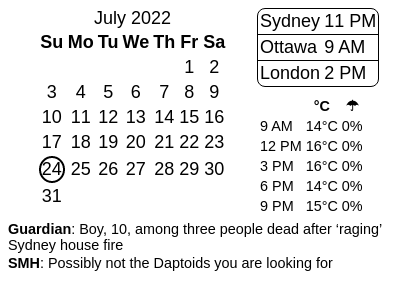 July 2022
Su Mo Tu We Th Fr Sa
1 2
3 4 5 6 7 8 9
10 11 12 13 14 15 16
17 18 19 20 21 22 23
24 25 26 27 28 29 30
31
Sydney 11 PM
Ottawa 9 AM
London 2 PM
°C ☂
9 AM 14°C 0%
12 PM 16°C 0%
3 PM 16°C 0%
6 PM 14°C 0%
9 PM 15°C 0%
Guardian: Boy, 10, among three people dead after ‘raging’
Sydney house fire
SMH: Possibly not the Daptoids you are looking for